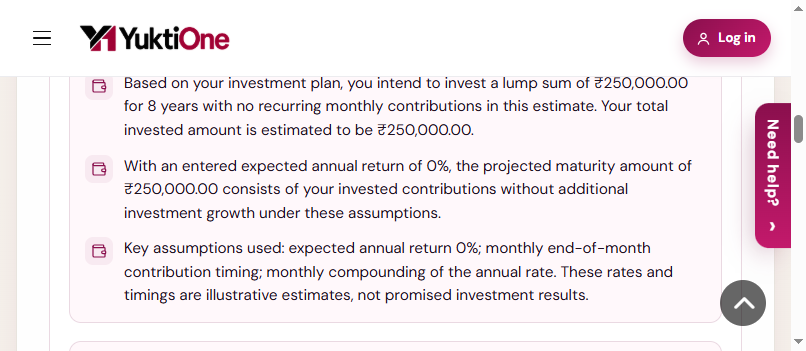 YuktiOne
Log in
Based on your investment plan, you intend to invest a lump sum of ₹250,000.00
for 8 years with no recurring monthly contributions in this estimate. Your total
invested amount is estimated to be ₹250,000.00.
With an entered expected annual return of 0%, the projected maturity amount of
₹250,000.00 consists of your invested contributions without additional
investment growth under these assumptions.
Key assumptions used: expected annual return 0%; monthly end-of-month
contribution timing; monthly compounding of the annual rate. These rates and
timings are illustrative estimates, not promised investment results.
Need help?